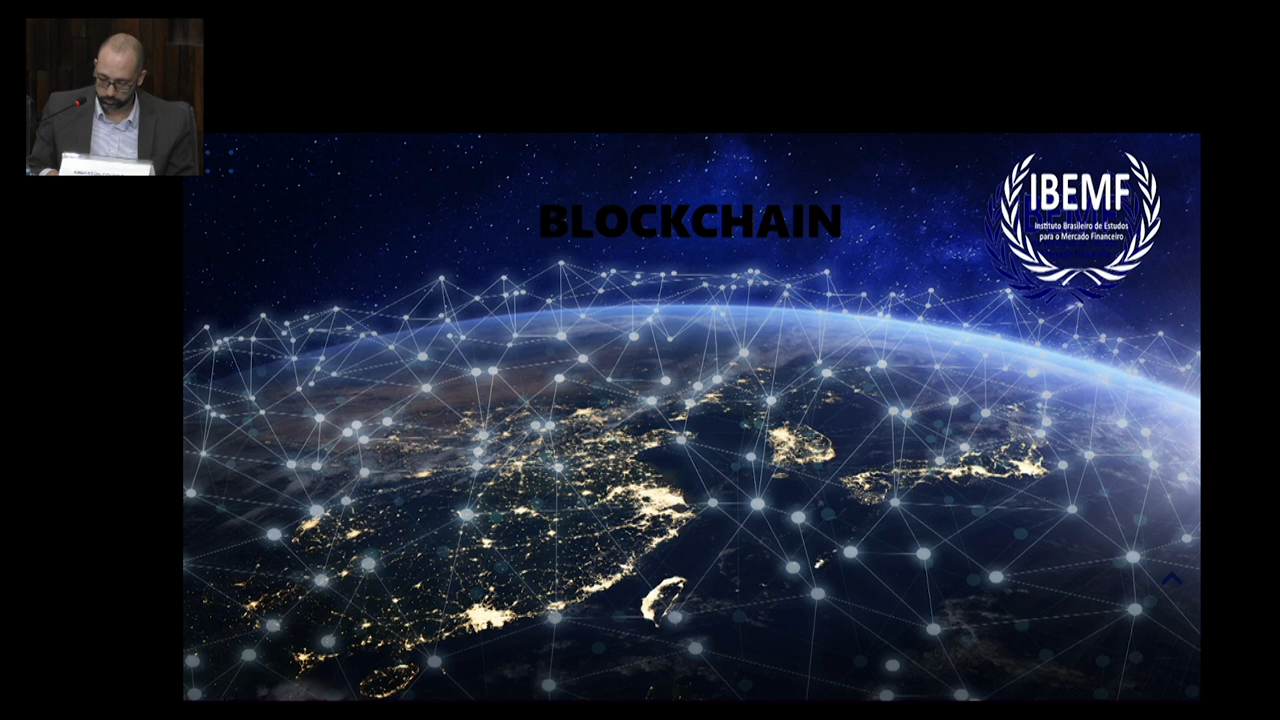 BLOCKCHAIN
IBEMF
Instituto Brasileiro de Estudos
para o Mercado Financeiro